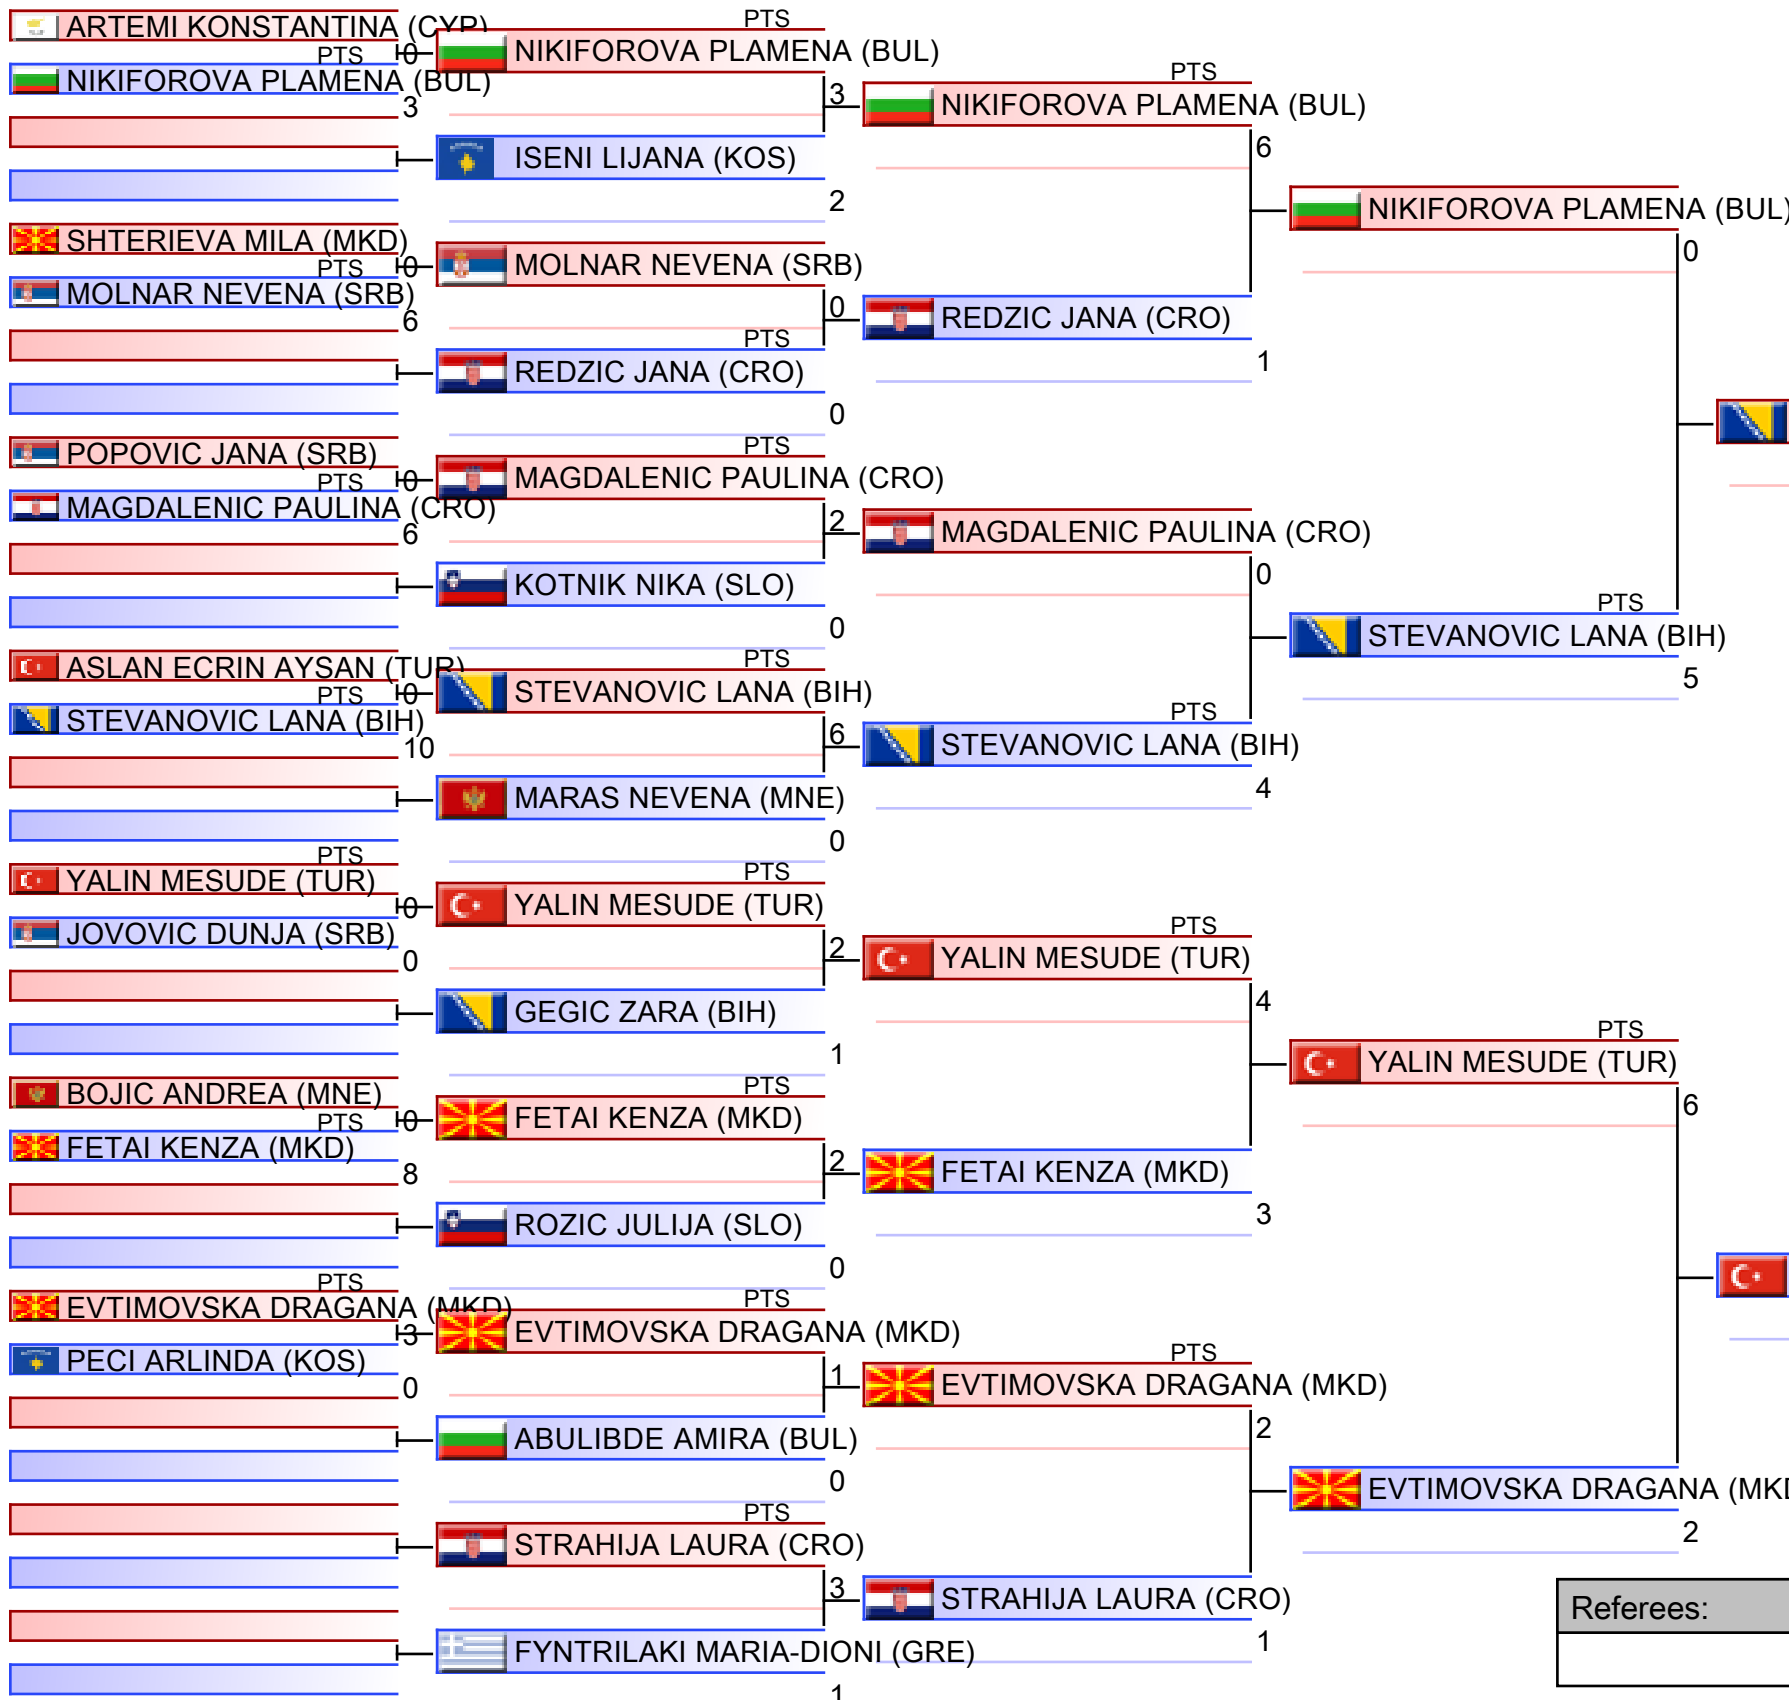 ARTEMI KONSTANTINA (CYP)
PTS 0
NIKIFOROVA PLAMENA (BUL)
3
SHTERIEVA MILA (MKD)
PTS 0
MOLNAR NEVENA (SRB)
6
POPOVIC JANA (SRB)
PTS 0
MAGDALENIC PAULINA (CRO)
6
ASLAN ECRIN AYSAN (TUR)
PTS 0
STEVANOVIC LANA (BIH)
10
PTS
YALIN MESUDE (TUR)
0
JOVOVIC DUNJA (SRB)
0
BOJIC ANDREA (MNE)
PTS 0
FETAI KENZA (MKD)
8
PTS
EVTIMOVSKA DRAGANA (MKD)
3
PECI ARLINDA (KOS)
0
PTS
NIKIFOROVA PLAMENA (BUL)
3
ISENI LIJANA (KOS)
2
MOLNAR NEVENA (SRB)
0
PTS
REDZIC JANA (CRO)
0
PTS
MAGDALENIC PAULINA (CRO)
2
KOTNIK NIKA (SLO)
0
PTS
STEVANOVIC LANA (BIH)
6
MARAS NEVENA (MNE)
0
PTS
YALIN MESUDE (TUR)
2
GEGIC ZARA (BIH)
1
PTS
FETAI KENZA (MKD)
2
ROZIC JULIJA (SLO)
0
PTS
EVTIMOVSKA DRAGANA (MKD)
1
ABULIBDE AMIRA (BUL)
0
PTS
STRAHIJA LAURA (CRO)
3
FYNTRILAKI MARIA-DIONI (GRE)
1
PTS
NIKIFOROVA PLAMENA (BUL)
6
REDZIC JANA (CRO)
1
MAGDALENIC PAULINA (CRO)
0
PTS
STEVANOVIC LANA (BIH)
4
PTS
YALIN MESUDE (TUR)
4
FETAI KENZA (MKD)
3
PTS
EVTIMOVSKA DRAGANA (MKD)
2
STRAHIJA LAURA (CRO)
1
NIKIFOROVA PLAMENA (BUL)
0
PTS
STEVANOVIC LANA (BIH)
5
PTS
YALIN MESUDE (TUR)
6
EVTIMOVSKA DRAGANA (MKD
2
Referees: